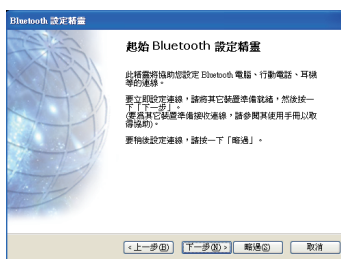 Bluetooth 設定精靈
起始 Bluetooth 設定精靈
此精靈將協助您設定 Bluetooth 電腦、行動電話、耳機
等的連線。
要立即設定連線，請將其它裝置準備就緒，然後按一
下「下一步」。
(要為其它裝置準備接收連線，請參閱其使用手冊以取
得協助)。
要稍後設定連線，請按一下「略過」。
<上一步(B) 下一步(N)> 略過(S) 取消